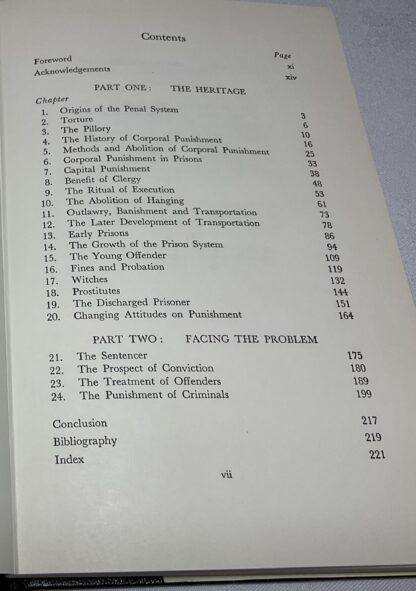 Contents
Page
Foreword xi
Acknowledgements xiv
PART ONE: THE HERITAGE
Chapter
1. Origins of the Penal System 3
2. Torture 6
3. The Pillory 10
4. The History of Corporal Punishment 16
5. Methods and Abolition of Corporal Punishment 25
6. Corporal Punishment in Prisons 33
7. Capital Punishment 38
8. Benefit of Clergy 48
9. The Ritual of Execution 53
10. The Abolition of Hanging 61
11. Outlawry, Banishment and Transportation 73
12. The Later Development of Transportation 78
13. Early Prisons 86
14. The Growth of the Prison System 94
15. The Young Offender 109
16. Fines and Probation 119
17. Witches 132
18. Prostitutes 144
19. The Discharged Prisoner 151
20. Changing Attitudes on Punishment 164
PART TWO: FACING THE PROBLEM
21. The Sentencer 175
22. The Prospect of Conviction 180
23. The Treatment of Offenders 189
24. The Punishment of Criminals 199
Conclusion 217
Bibliography 219
Index 221
vii